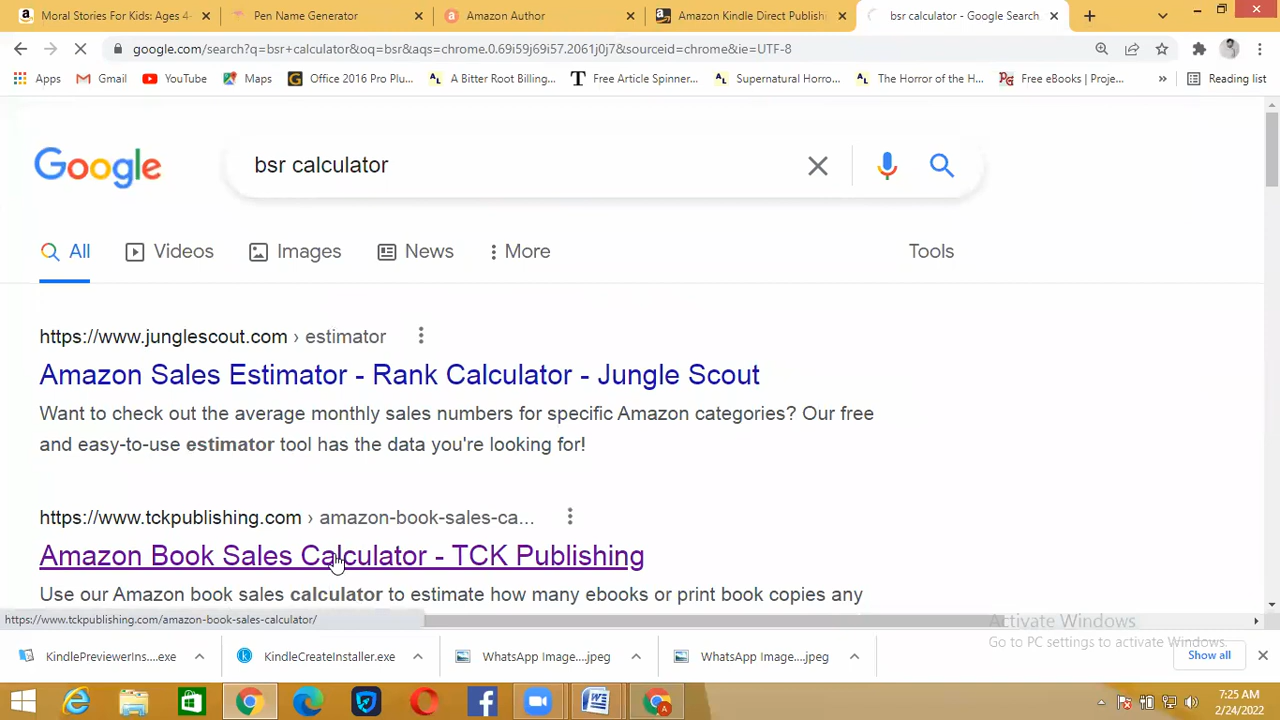 Moral Stories For Kids: Ages 4-
Pen Name Generator
Amazon Author
Amazon Kindle Direct Publish
bsr calculator - Google Search
google.com/search?q=bsr+calculator&oq=bsr&aqs=chrome.0.69i59j69i57.2061j0j7&sourceid=chrome&ie=UTF-8
Apps
Gmail
YouTube
Maps
Office 2016 Pro Plu...
A Bitter Root Billing...
Free Article Spinner...
Supernatural Horro...
The Horror of the H...
Free eBooks | Proje...
Reading list
Google
bsr calculator
All
Videos
Images
News
More
Tools
https://www.junglescout.com › estimator
Amazon Sales Estimator - Rank Calculator - Jungle Scout
Want to check out the average monthly sales numbers for specific Amazon categories? Our free
and easy-to-use estimator tool has the data you're looking for!
https://www.tckpublishing.com › amazon-book-sales-ca...
Amazon Book Sales Calculator - TCK Publishing
Use our Amazon book sales calculator to estimate how many ebooks or print book copies any
https://www.tckpublishing.com/amazon-book-sales-calculator/
Activate Windows
Go to PC settings to activate Windows.
KindlePreviewerIns....exe
KindleCreateInstaller.exe
WhatsApp Image....jpeg
WhatsApp Image....jpeg
Show all
7:25 AM
2/24/2022